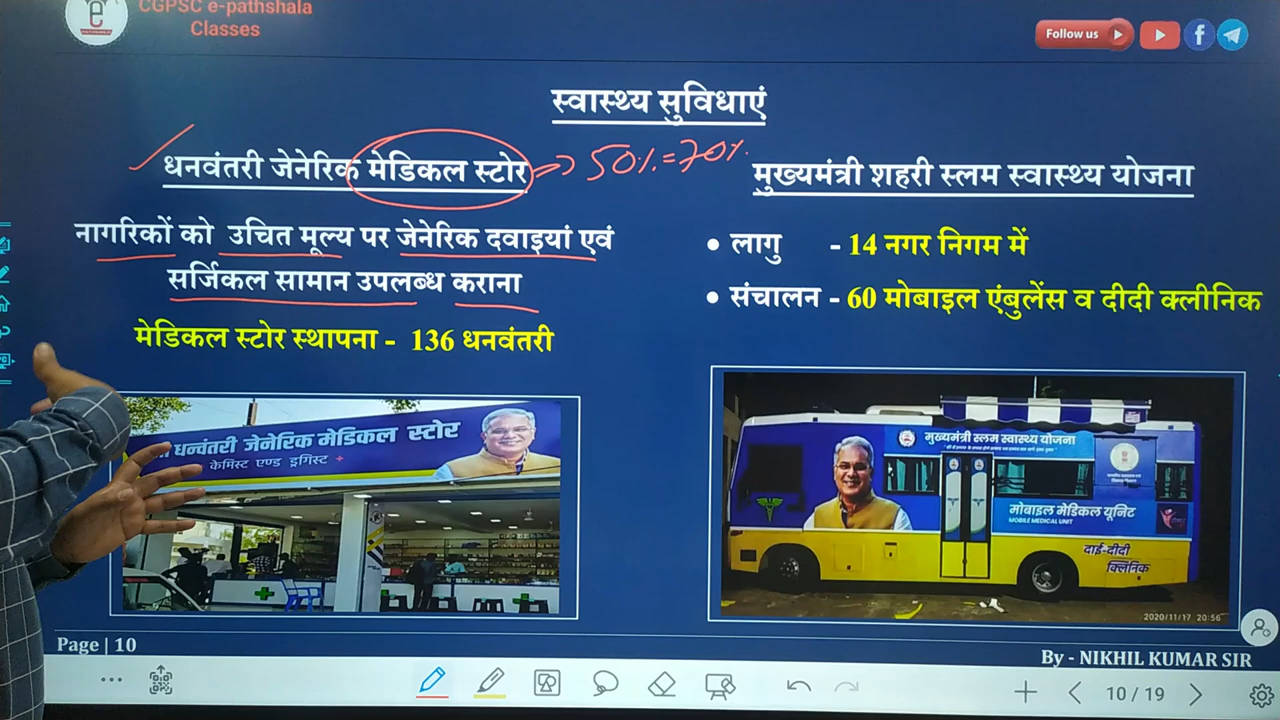 CGPSC e-pathshala
Classes
e
Follow us
स्वास्थ्य सुविधाएं
धनवंतरी जेनेरिक मेडिकल स्टोर
50% = 70%
नागरिकों को उचित मूल्य पर जेनेरिक दवाइयां एवं
सर्जिकल सामान उपलब्ध कराना
मेडिकल स्टोर स्थापना - 136 धनवंतरी
धन्वंतरी जेनेरिक मेडिकल स्टोर
केमिस्ट एण्ड ड्रगिस्ट
मुख्यमंत्री शहरी स्लम स्वास्थ्य योजना
• लागु - 14 नगर निगम में
• संचालन - 60 मोबाइल एंबुलेंस व दीदी क्लीनिक
मुख्यमंत्री स्लम स्वास्थ्य योजना
मोबाइल मेडिकल यूनिट
MOBILE MEDICAL UNIT
दाई-दीदी
क्लिनिक
2020/11/17 20:56
Page | 10
By - NIKHIL KUMAR SIR
10 / 19